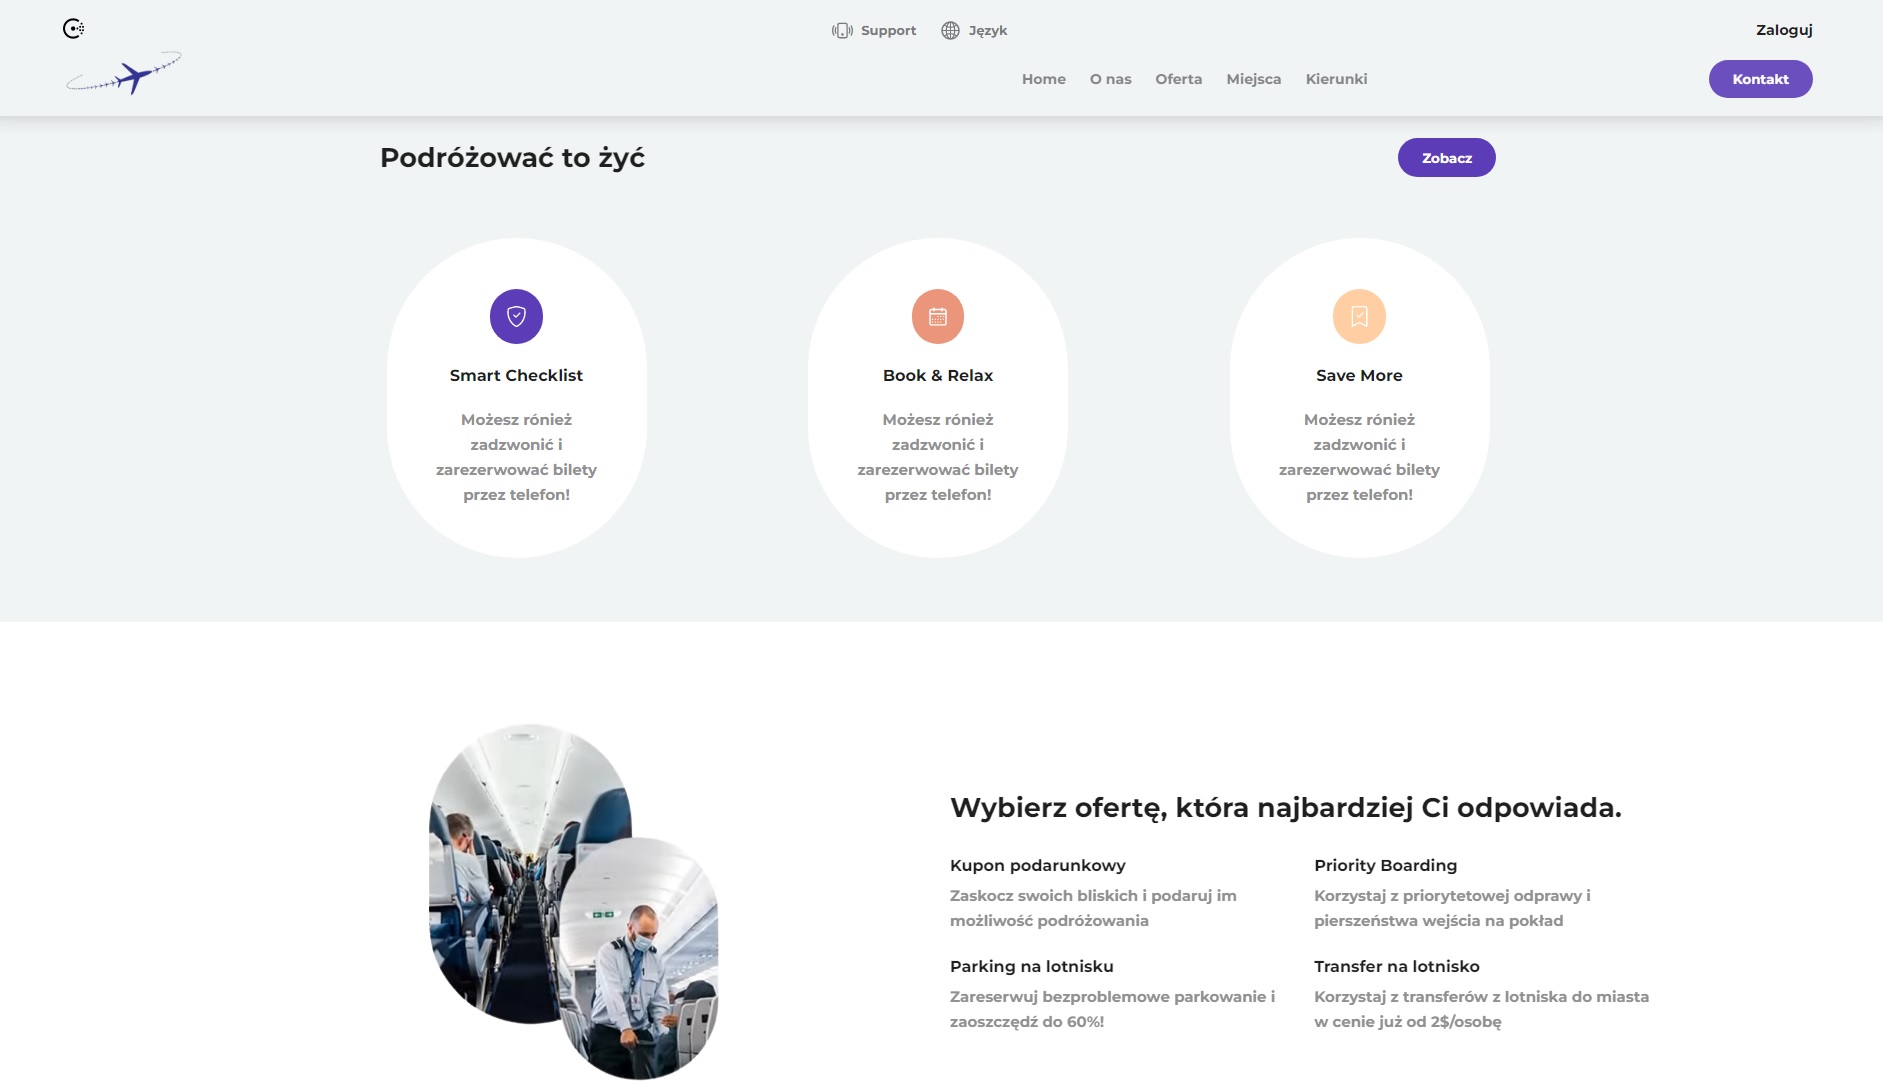 Support
Język
Zaloguj
Home
O nas
Oferta
Miejsca
Kierunki
Kontakt
Podróżować to żyć
Zobacz
Smart Checklist
Możesz rónież
zadzwonić i
zarezerwować bilety
przez telefon!
Book & Relax
Możesz rónież
zadzwonić i
zarezerwować bilety
przez telefon!
Save More
Możesz rónież
zadzwonić i
zarezerwować bilety
przez telefon!
Wybierz ofertę, która najbardziej Ci odpowiada.
Kupon podarunkowy
Zaskocz swoich bliskich i podaruj im
możliwość podróżowania
Priority Boarding
Korzystaj z priorytetowej odprawy i
pierszeństwa wejścia na pokład
Parking na lotnisku
Zareserwuj bezproblemowe parkowanie i
zaoszczędź do 60%!
Transfer na lotnisko
Korzystaj z transferów z lotniska do miasta
w cenie już od 2$/osobę